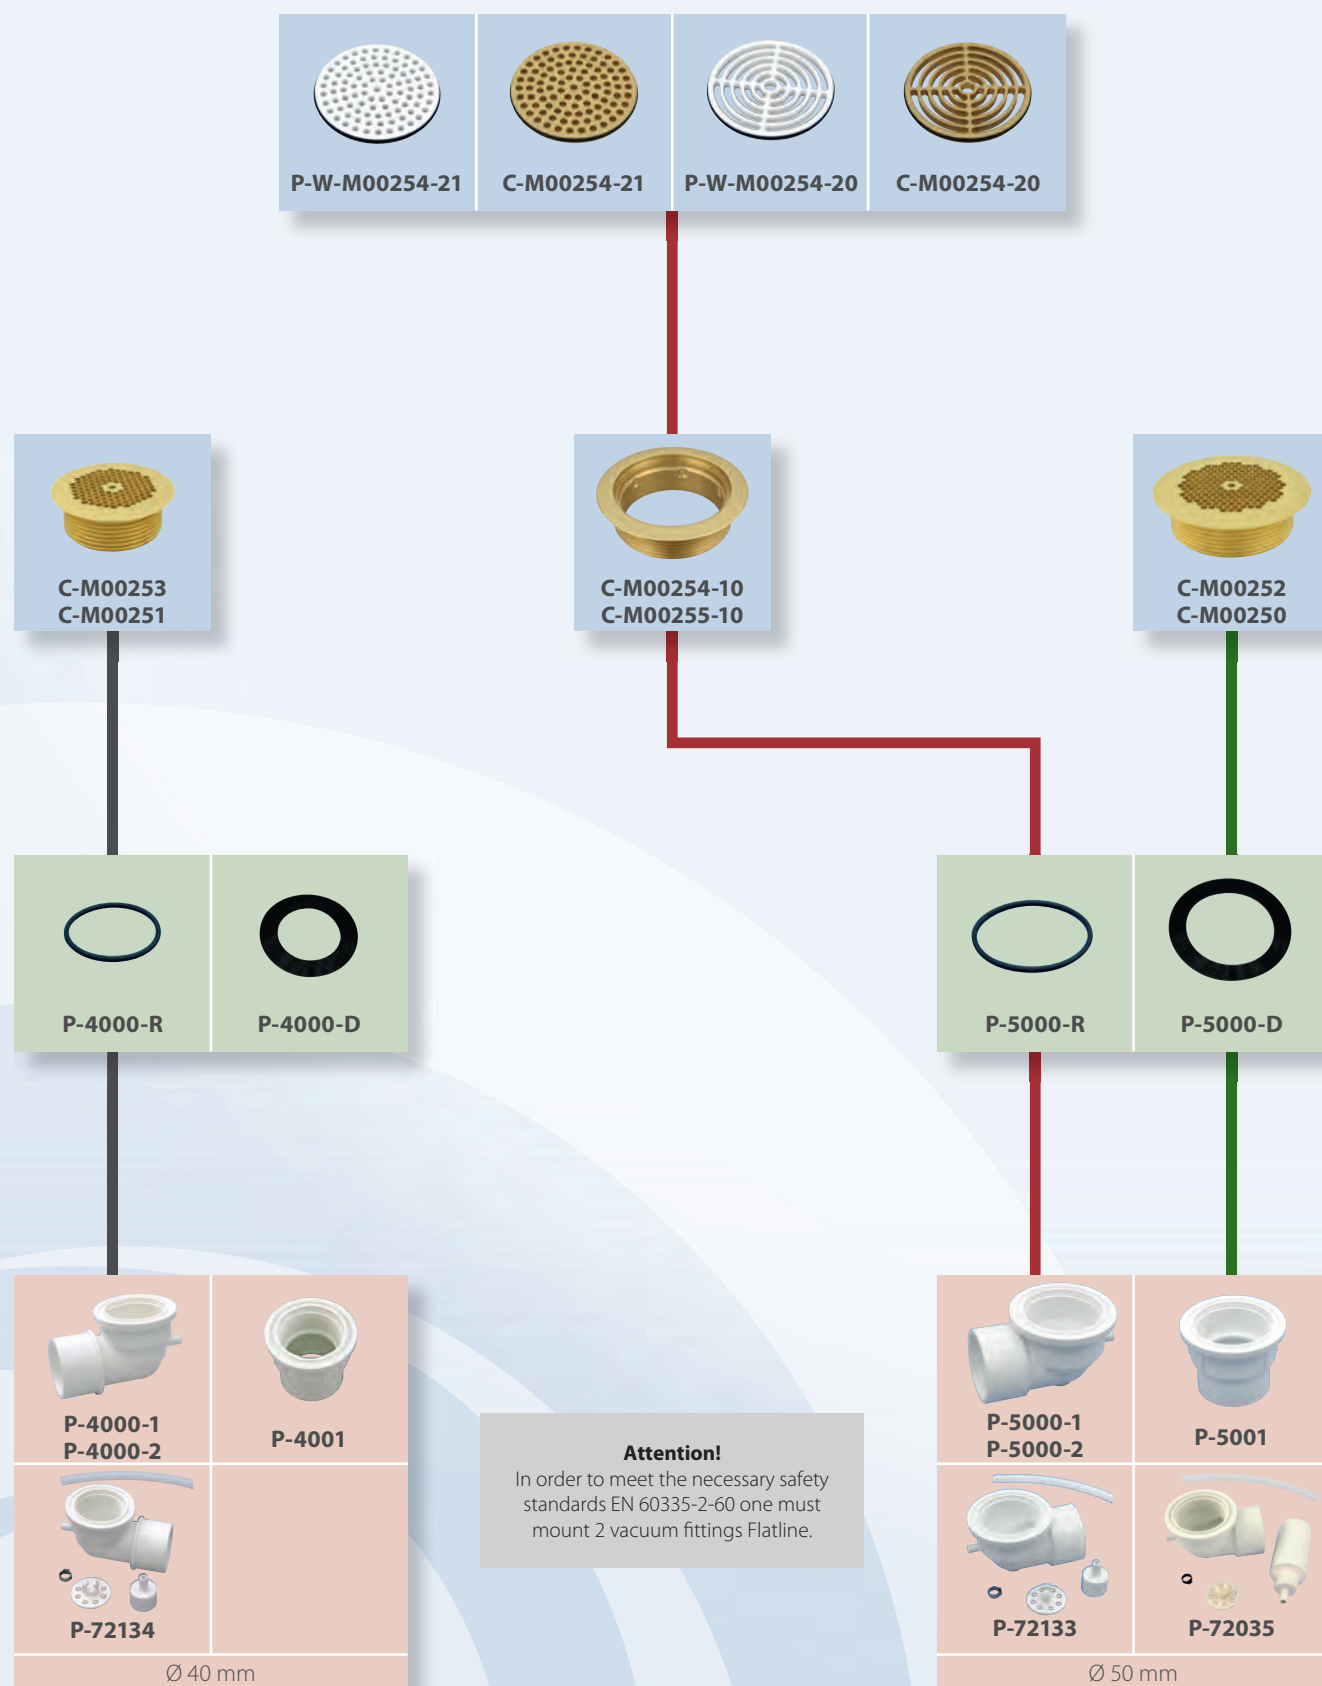 P-W-M00254-21
C-M00254-21
P-W-M00254-20
C-M00254-20
C-M00253
C-M00251
C-M00254-10
C-M00255-10
C-M00252
C-M00250
P-4000-R
P-4000-D
P-5000-R
P-5000-D
P-4000-1
P-4000-2
P-4001
P-5000-1
P-5000-2
P-5001
Attention!
In order to meet the necessary safety
standards EN 60335-2-60 one must
mount 2 vacuum fittings Flatline.
P-72134
P-72133
P-72035
Ø 40 mm
Ø 50 mm